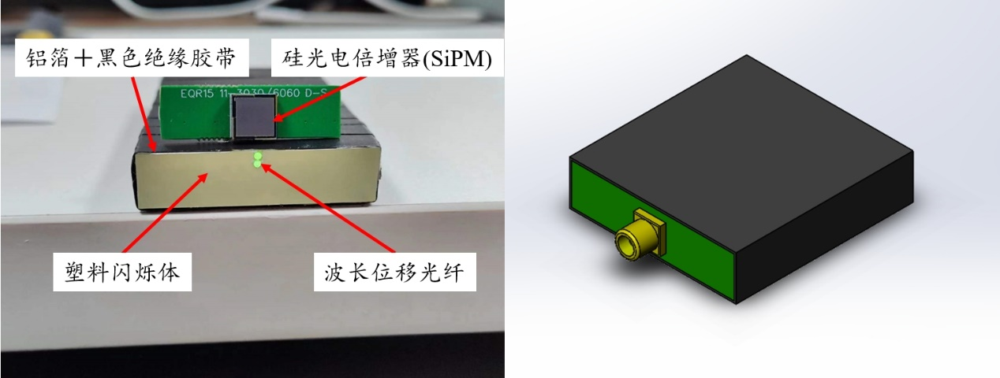 铝箔＋黑色绝缘胶带
硅光电倍增器(SiPM)
EQR15 11-3030/6060 D-S
塑料闪烁体
波长位移光纤